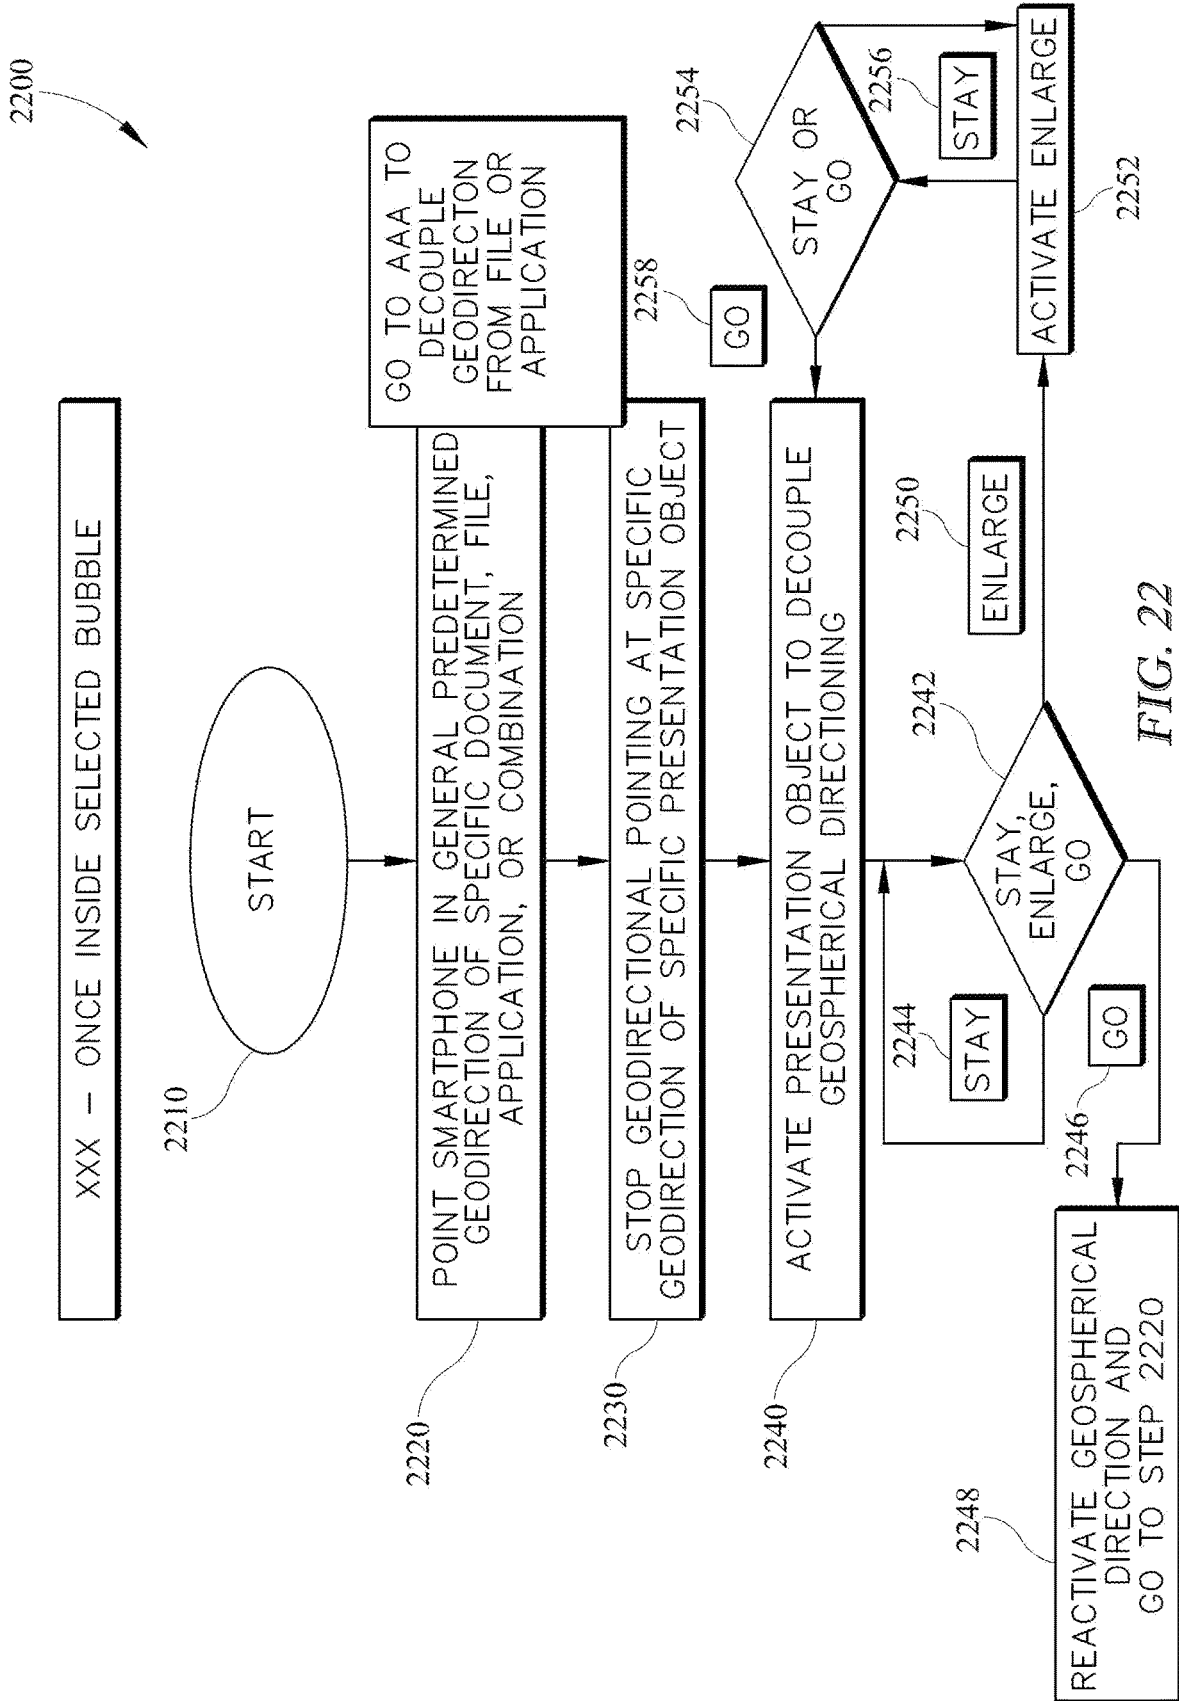 2200
XXX – ONCE INSIDE SELECTED BUBBLE
START
2210
GO TO AAA TO
DECOUPLE
GEODIRECTON
FROM FILE OR
APPLICATION
POINT SMARTPHONE IN GENERAL PREDETERMINED
GEODIRECTION OF SPECIFIC DOCUMENT, FILE,
APPLICATION, OR COMBINATION
2220
STOP GEODIRECTIONAL POINTING AT SPECIFIC
GEODIRECTION OF SPECIFIC PRESENTATION OBJECT
2230
ACTIVATE PRESENTATION OBJECT TO DECOUPLE
GEOSPHERICAL DIRECTIONING
2240
2258
GO
2254
STAY OR
GO
2256
STAY
ACTIVATE ENLARGE
2252
2250
ENLARGE
2242
STAY,
ENLARGE,
GO
2244
STAY
2246
GO
2248
REACTIVATE GEOSPHERICAL
DIRECTION AND
GO TO STEP 2220
FIG. 22